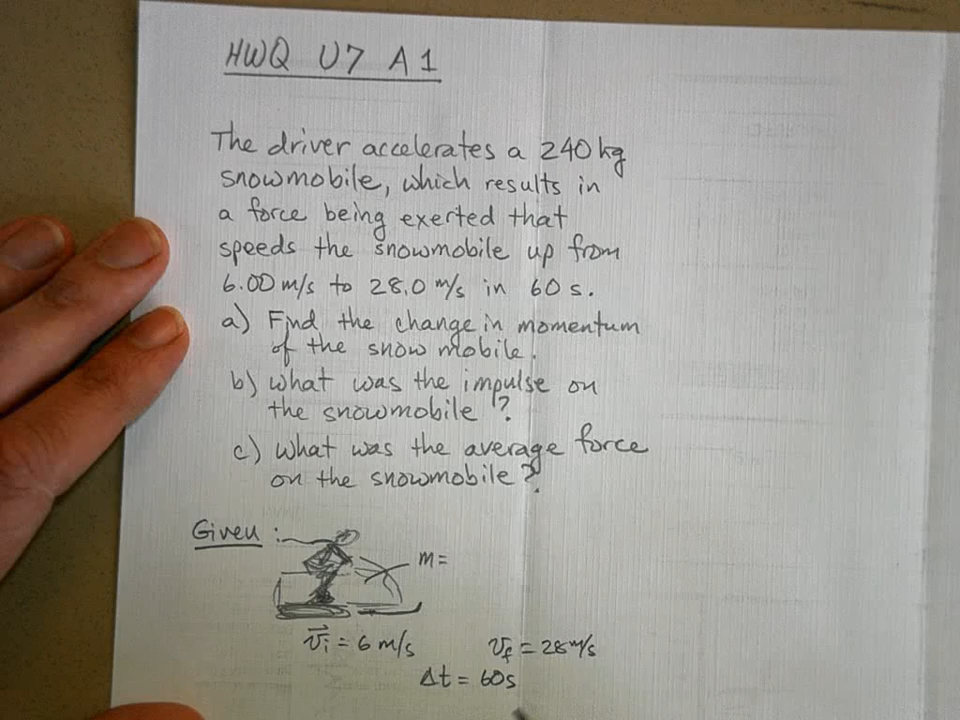 HWQ U7 A1
The driver accelerates a 240 kg
snowmobile, which results in
a force being exerted that
speeds the snowmobile up from
6.00 m/s to 28.0 m/s in 60 s.
a) Find the change in momentum
of the snow mobile.
b) what was the impulse on
the snowmobile ?
c) What was the average force
on the snowmobile ?
Given :
m =
v⃗i = 6 m/s vf = 28 m/s
Δt = 60s